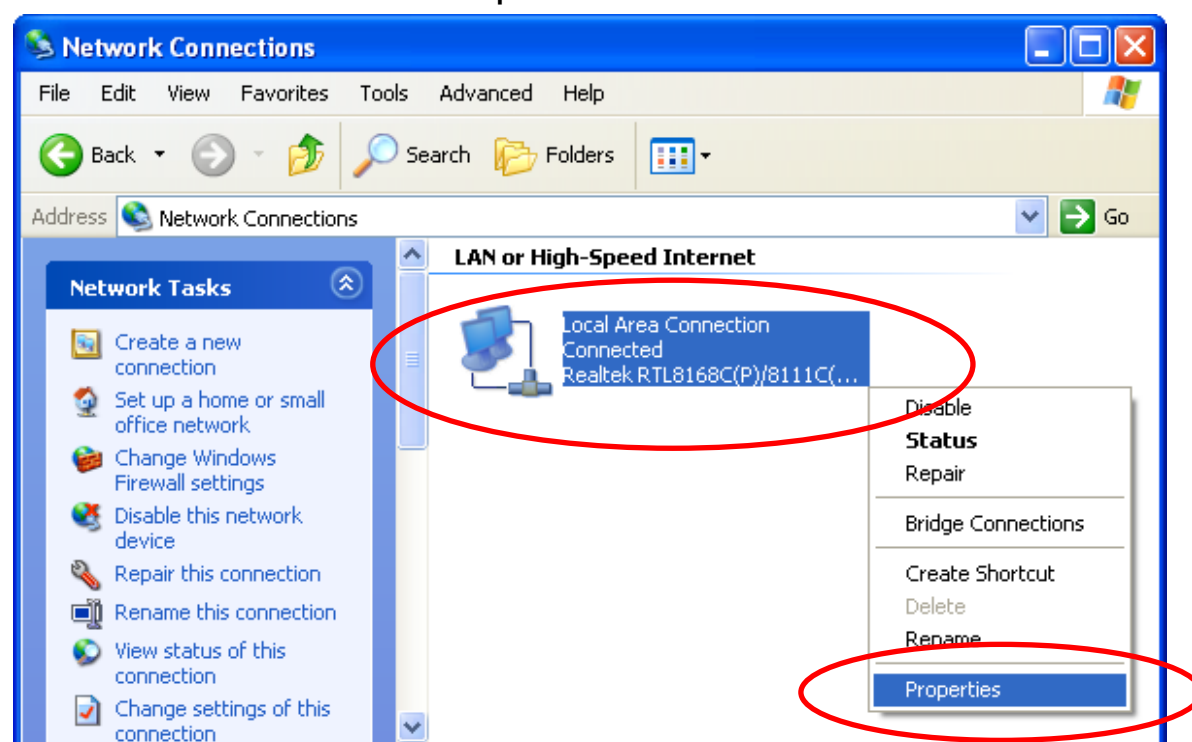 Network Connections
File Edit View Favorites Tools Advanced Help
Back Search Folders
Address Network Connections Go
Network Tasks
Create a new
connection
Set up a home or small
office network
Change Windows
Firewall settings
Disable this network
device
Repair this connection
Rename this connection
View status of this
connection
Change settings of this
connection
LAN or High-Speed Internet
Local Area Connection
Connected
Realtek RTL8168C(P)/8111C(...
Disable
Status
Repair
Bridge Connections
Create Shortcut
Delete
Rename
Properties